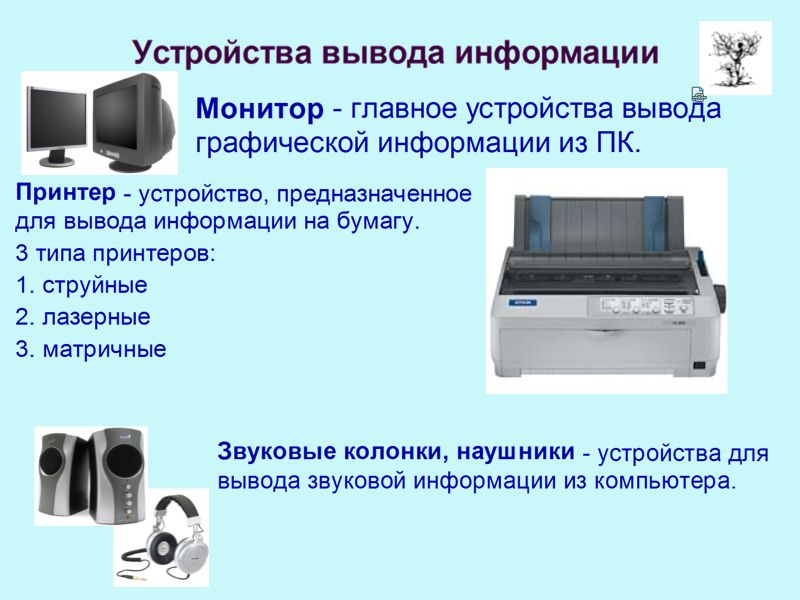 Устройства вывода информации
Монитор - главное устройства вывода
графической информации из ПК.
Принтер - устройство, предназначенное
для вывода информации на бумагу.
3 типа принтеров:
1. струйные
2. лазерные
3. матричные
EPSON
Звуковые колонки, наушники - устройства для
вывода звуковой информации из компьютера.